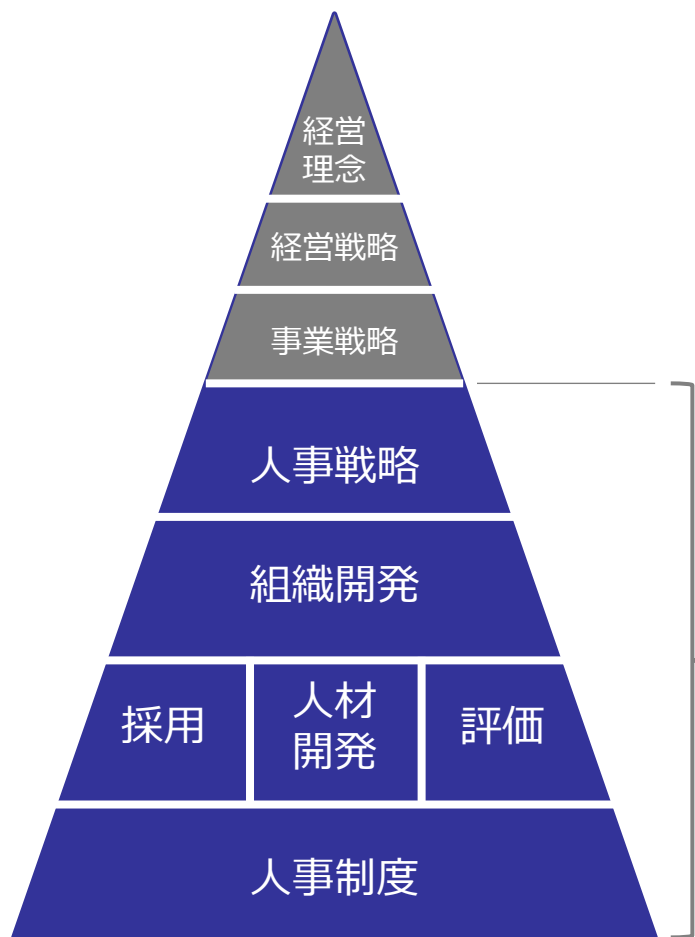 経営
理念
経営戦略
事業戦略
人事戦略
組織開発
採用
人材
開発
評価
人事制度